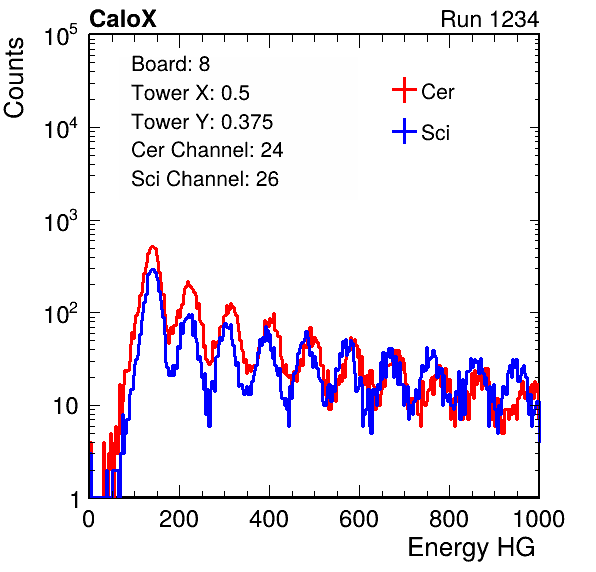 CaloX Run 1234
Counts
Board: 8
Tower X: 0.5
Tower Y: 0.375
Cer Channel: 24
Sci Channel: 26
Cer
Sci
10^5
10^4
10^3
10^2
10
1
0 200 400 600 800 1000
Energy HG